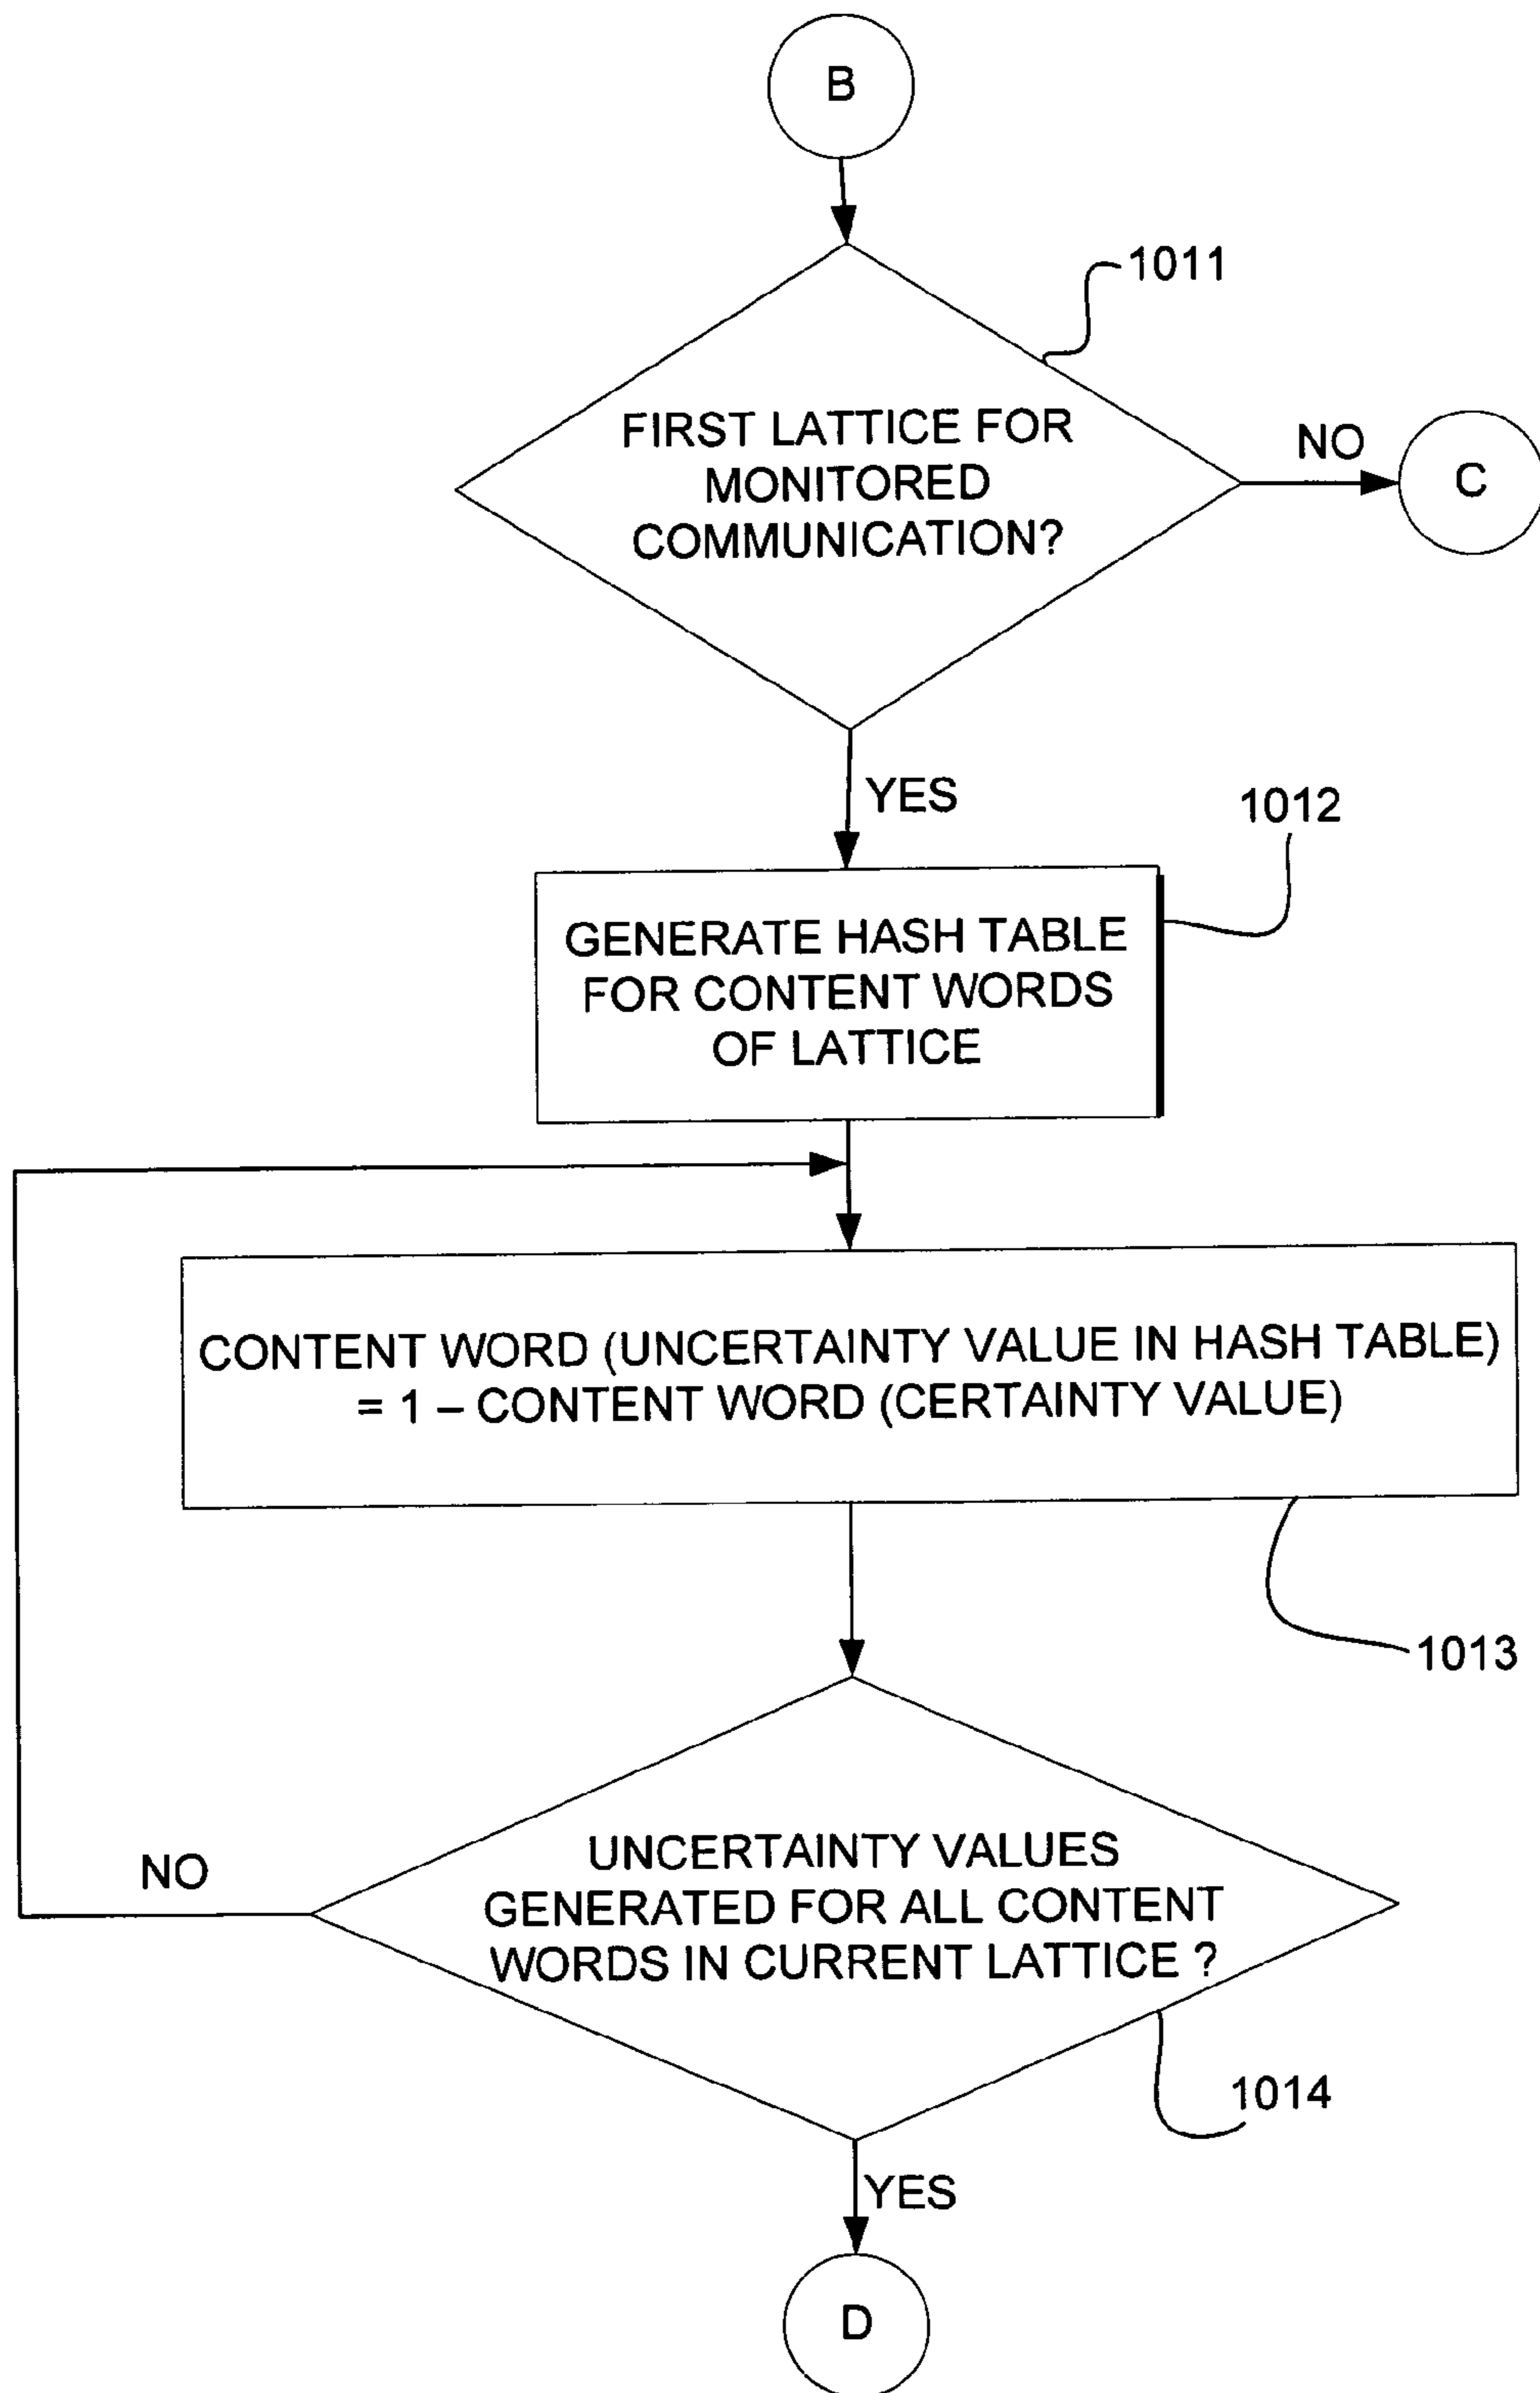 B
1011
FIRST LATTICE FOR
MONITORED
COMMUNICATION?
NO
C
YES
1012
GENERATE HASH TABLE
FOR CONTENT WORDS
OF LATTICE
CONTENT WORD (UNCERTAINTY VALUE IN HASH TABLE)
= 1 – CONTENT WORD (CERTAINTY VALUE)
1013
UNCERTAINTY VALUES
GENERATED FOR ALL CONTENT
WORDS IN CURRENT LATTICE ?
NO
1014
YES
D